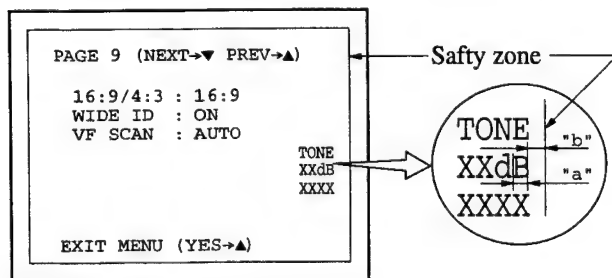 PAGE 9 (NEXT→▼ PREV→▲)
Safty zone
16:9/4:3 : 16:9
WIDE ID : ON
VF SCAN : AUTO
TONE
XXdB
XXXX
TONE
XXdB
XXXX
"b"
"a"
EXIT MENU (YES→▲)